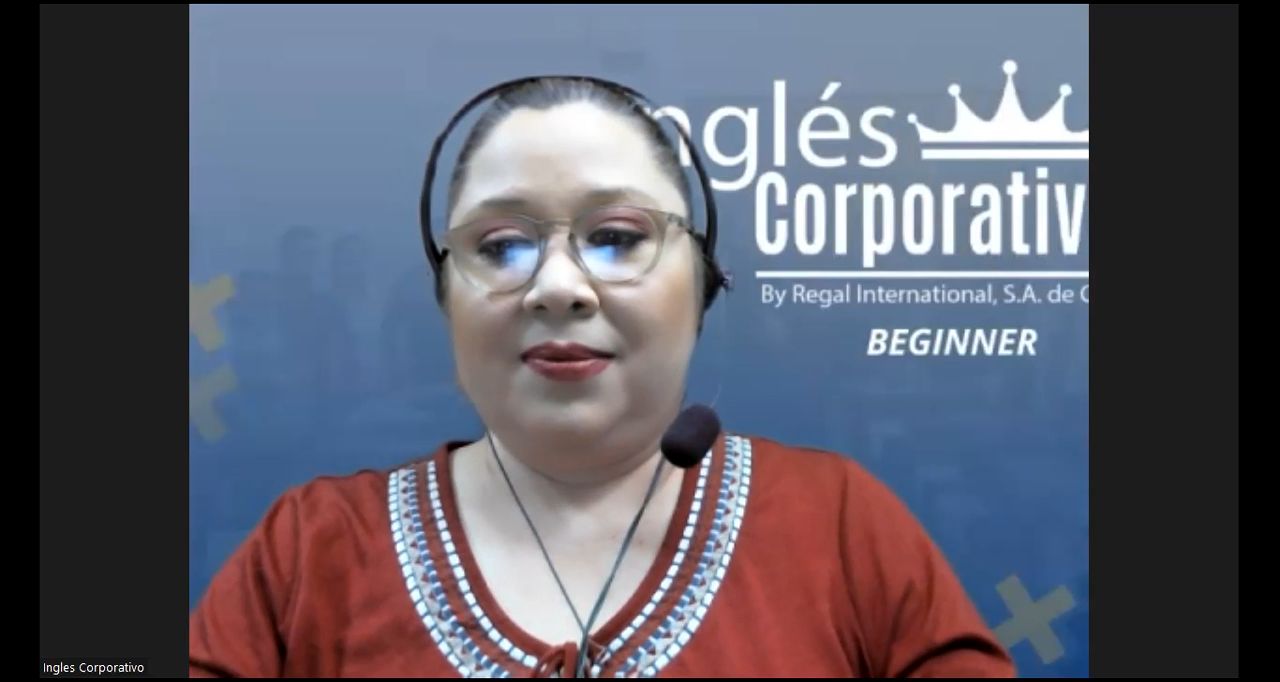 nglés
Corporativ
By Regal International, S.A. de C
BEGINNER
Ingles Corporativo